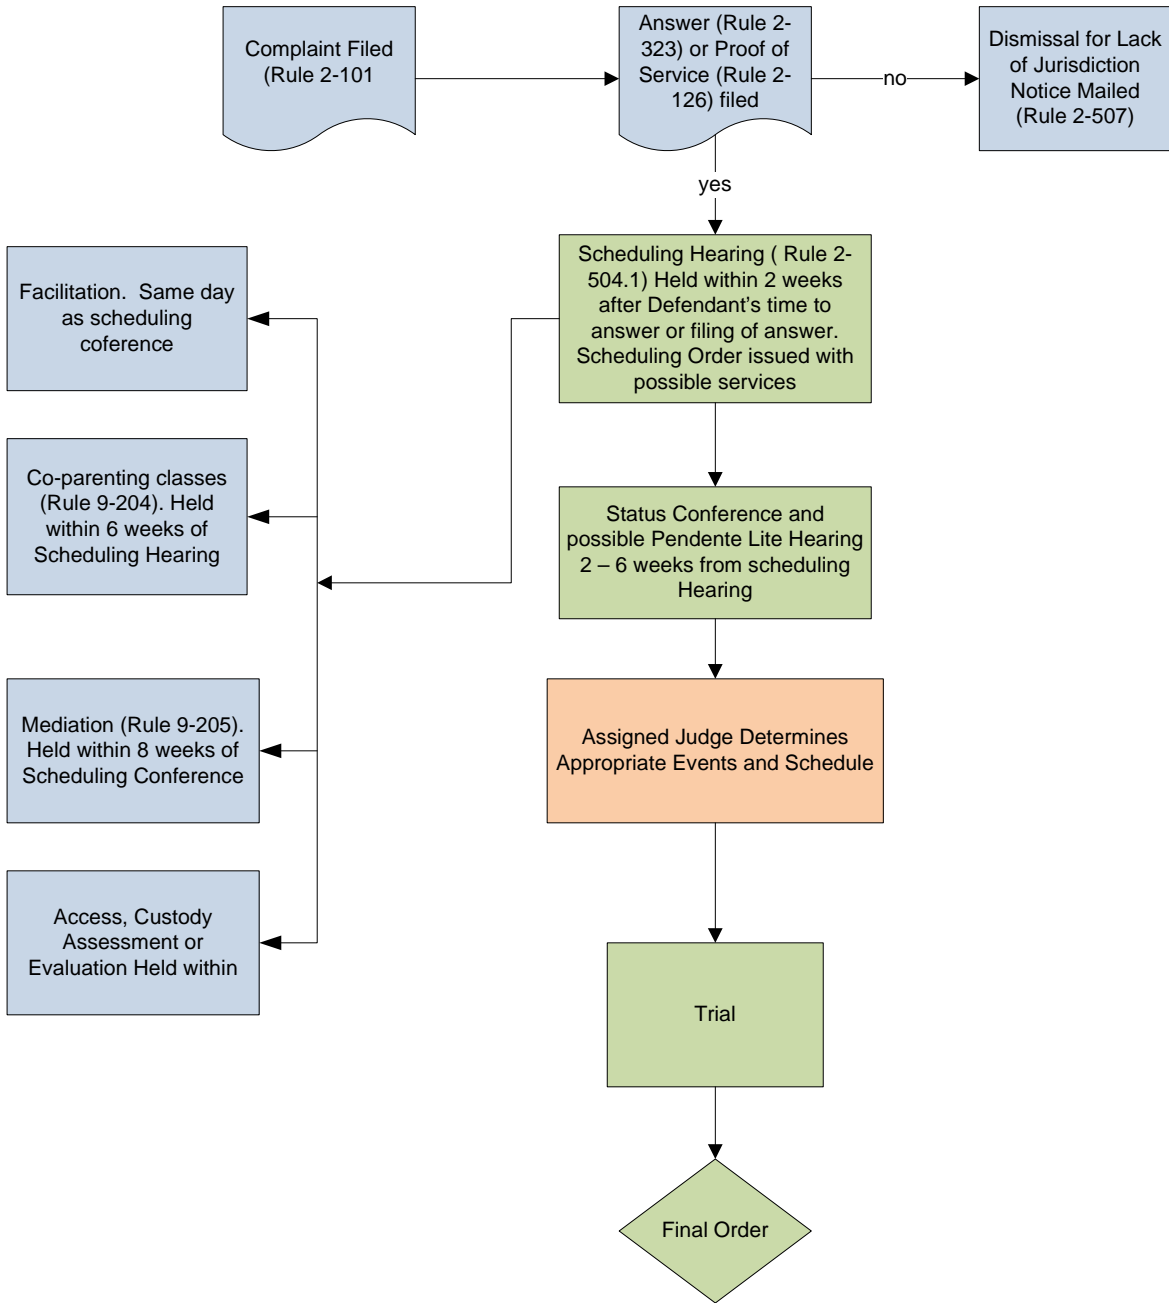 Complaint Filed
(Rule 2-101
Answer (Rule 2-
323) or Proof of
Service (Rule 2-
126) filed
no
Dismissal for Lack
of Jurisdiction
Notice Mailed
(Rule 2-507)
yes
Scheduling Hearing ( Rule 2-
504.1) Held within 2 weeks
after Defendant's time to
answer or filing of answer.
Scheduling Order issued with
possible services
Facilitation.  Same day
as scheduling
coference
Co-parenting classes
(Rule 9-204). Held
within 6 weeks of
Scheduling Hearing
Status Conference and
possible Pendente Lite Hearing
2 – 6 weeks from scheduling
Hearing
Mediation (Rule 9-205).
Held within 8 weeks of
Scheduling Conference
Assigned Judge Determines
Appropriate Events and Schedule
Access, Custody
Assessment or
Evaluation Held within
Trial
Final Order